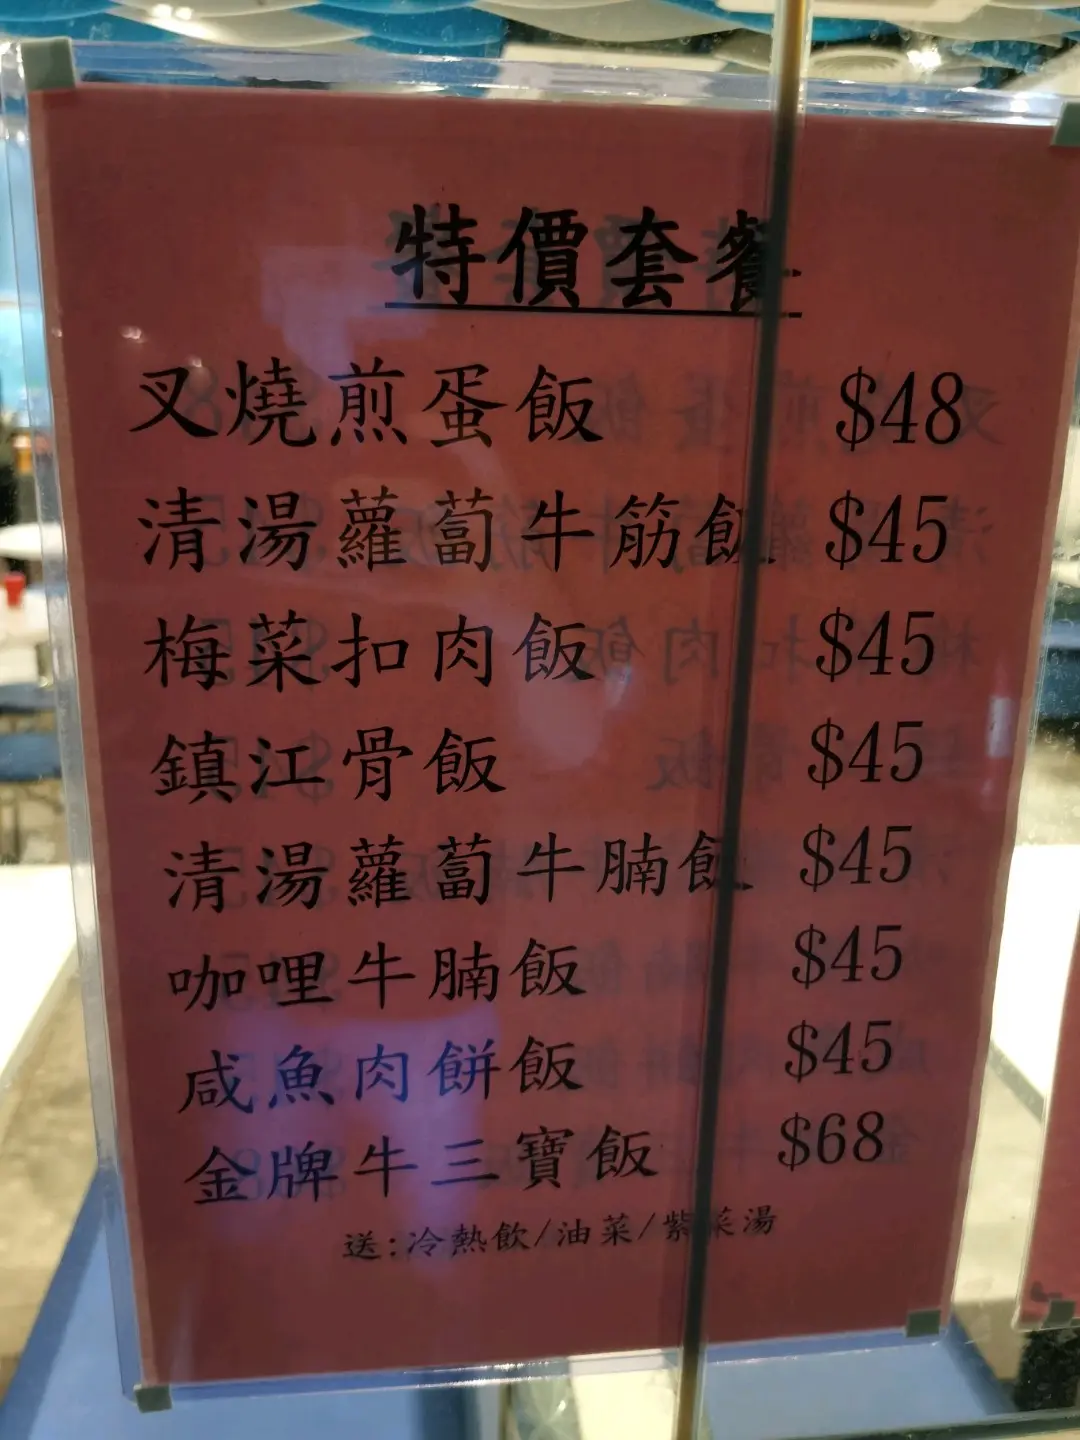 特價套餐
叉燒煎蛋飯 $48
清湯蘿蔔牛筋飯 $45
梅菜扣肉飯 $45
鎮江骨飯 $45
清湯蘿蔔牛腩飯 $45
咖哩牛腩飯 $45
咸魚肉餅飯 $45
金牌牛三寶飯 $68
送:冷熱飲/油菜/紫菜湯